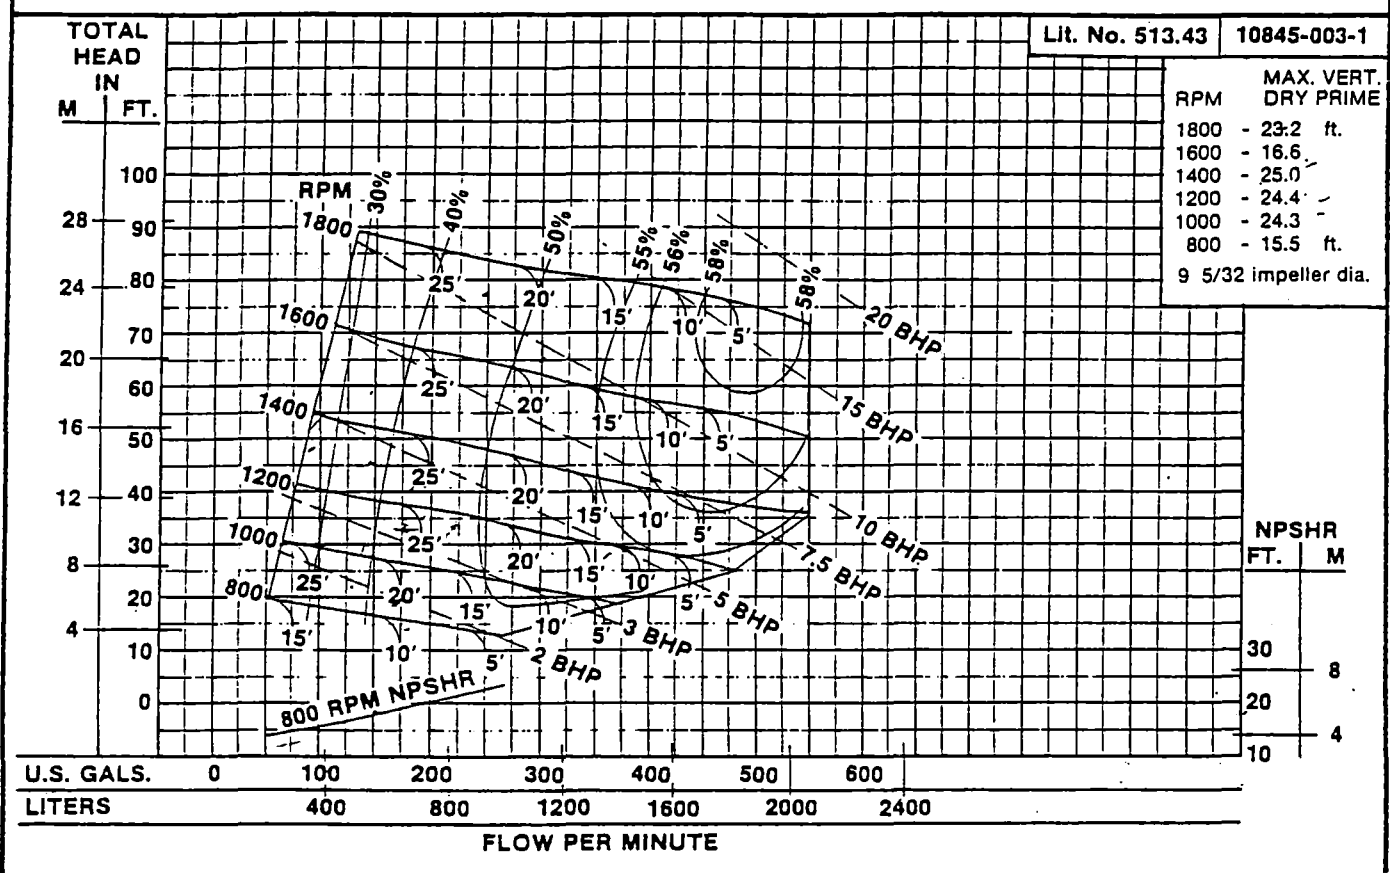 TOTAL
HEAD
IN
M FT.
Lit. No. 513.43 10845-003-1
MAX. VERT.
RPM DRY PRIME
1800 - 23.2 ft.
1600 - 16.6
1400 - 25.0
1200 - 24.4
1000 - 24.3
800 - 15.5 ft.
9 5/32 impeller dia.
100
28 90
24 80
70
20 60
16 50
12 40
30
8 20
4 10
0
RPM
30%
40%
50%
55%
56%
58%
58%
1800
25' 20' 15' 10' 5'
20 BHP
1600
25' 20' 15' 10' 5'
15 BHP
1400
25' 20' 15' 10' 5'
10 BHP
1200
25' 20' 15' 10' 5'
7.5 BHP
1000
25' 20' 15' 10' 5'
5 BHP
800
15' 10' 5'
3 BHP
2 BHP
800 RPM NPSHR
NPSHR
FT. M
30
8
20
4
10
U.S. GALS. 0 100 200 300 400 500 600
LITERS 400 800 1200 1600 2000 2400
FLOW PER MINUTE